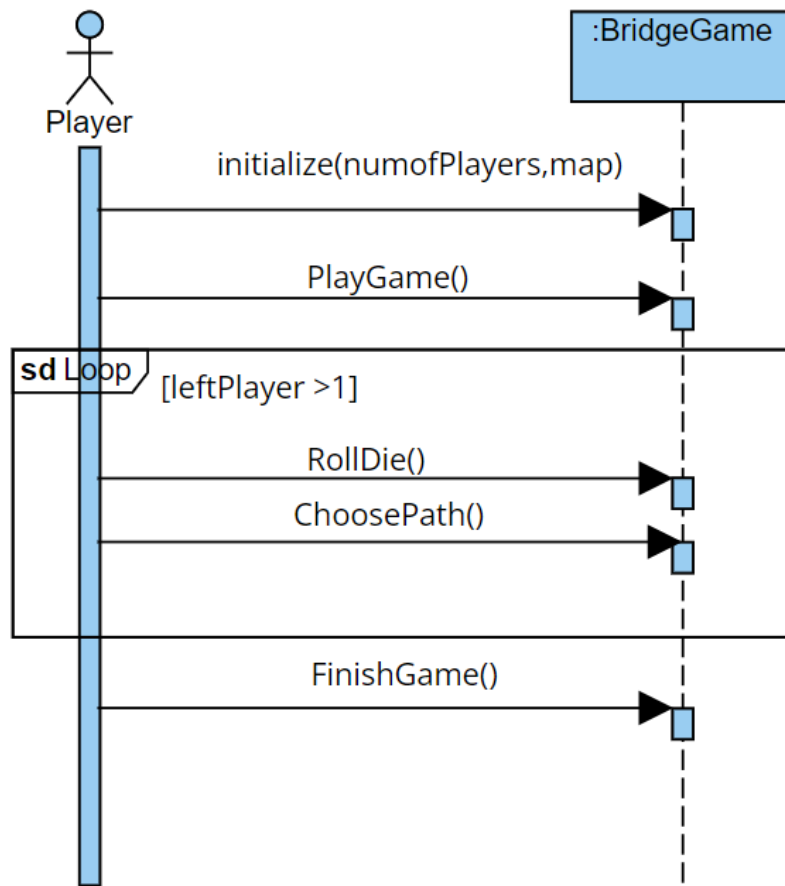 :BridgeGame
Player
initialize(numofPlayers,map)
PlayGame()
sd Loop
[leftPlayer >1]
RollDie()
ChoosePath()
FinishGame()